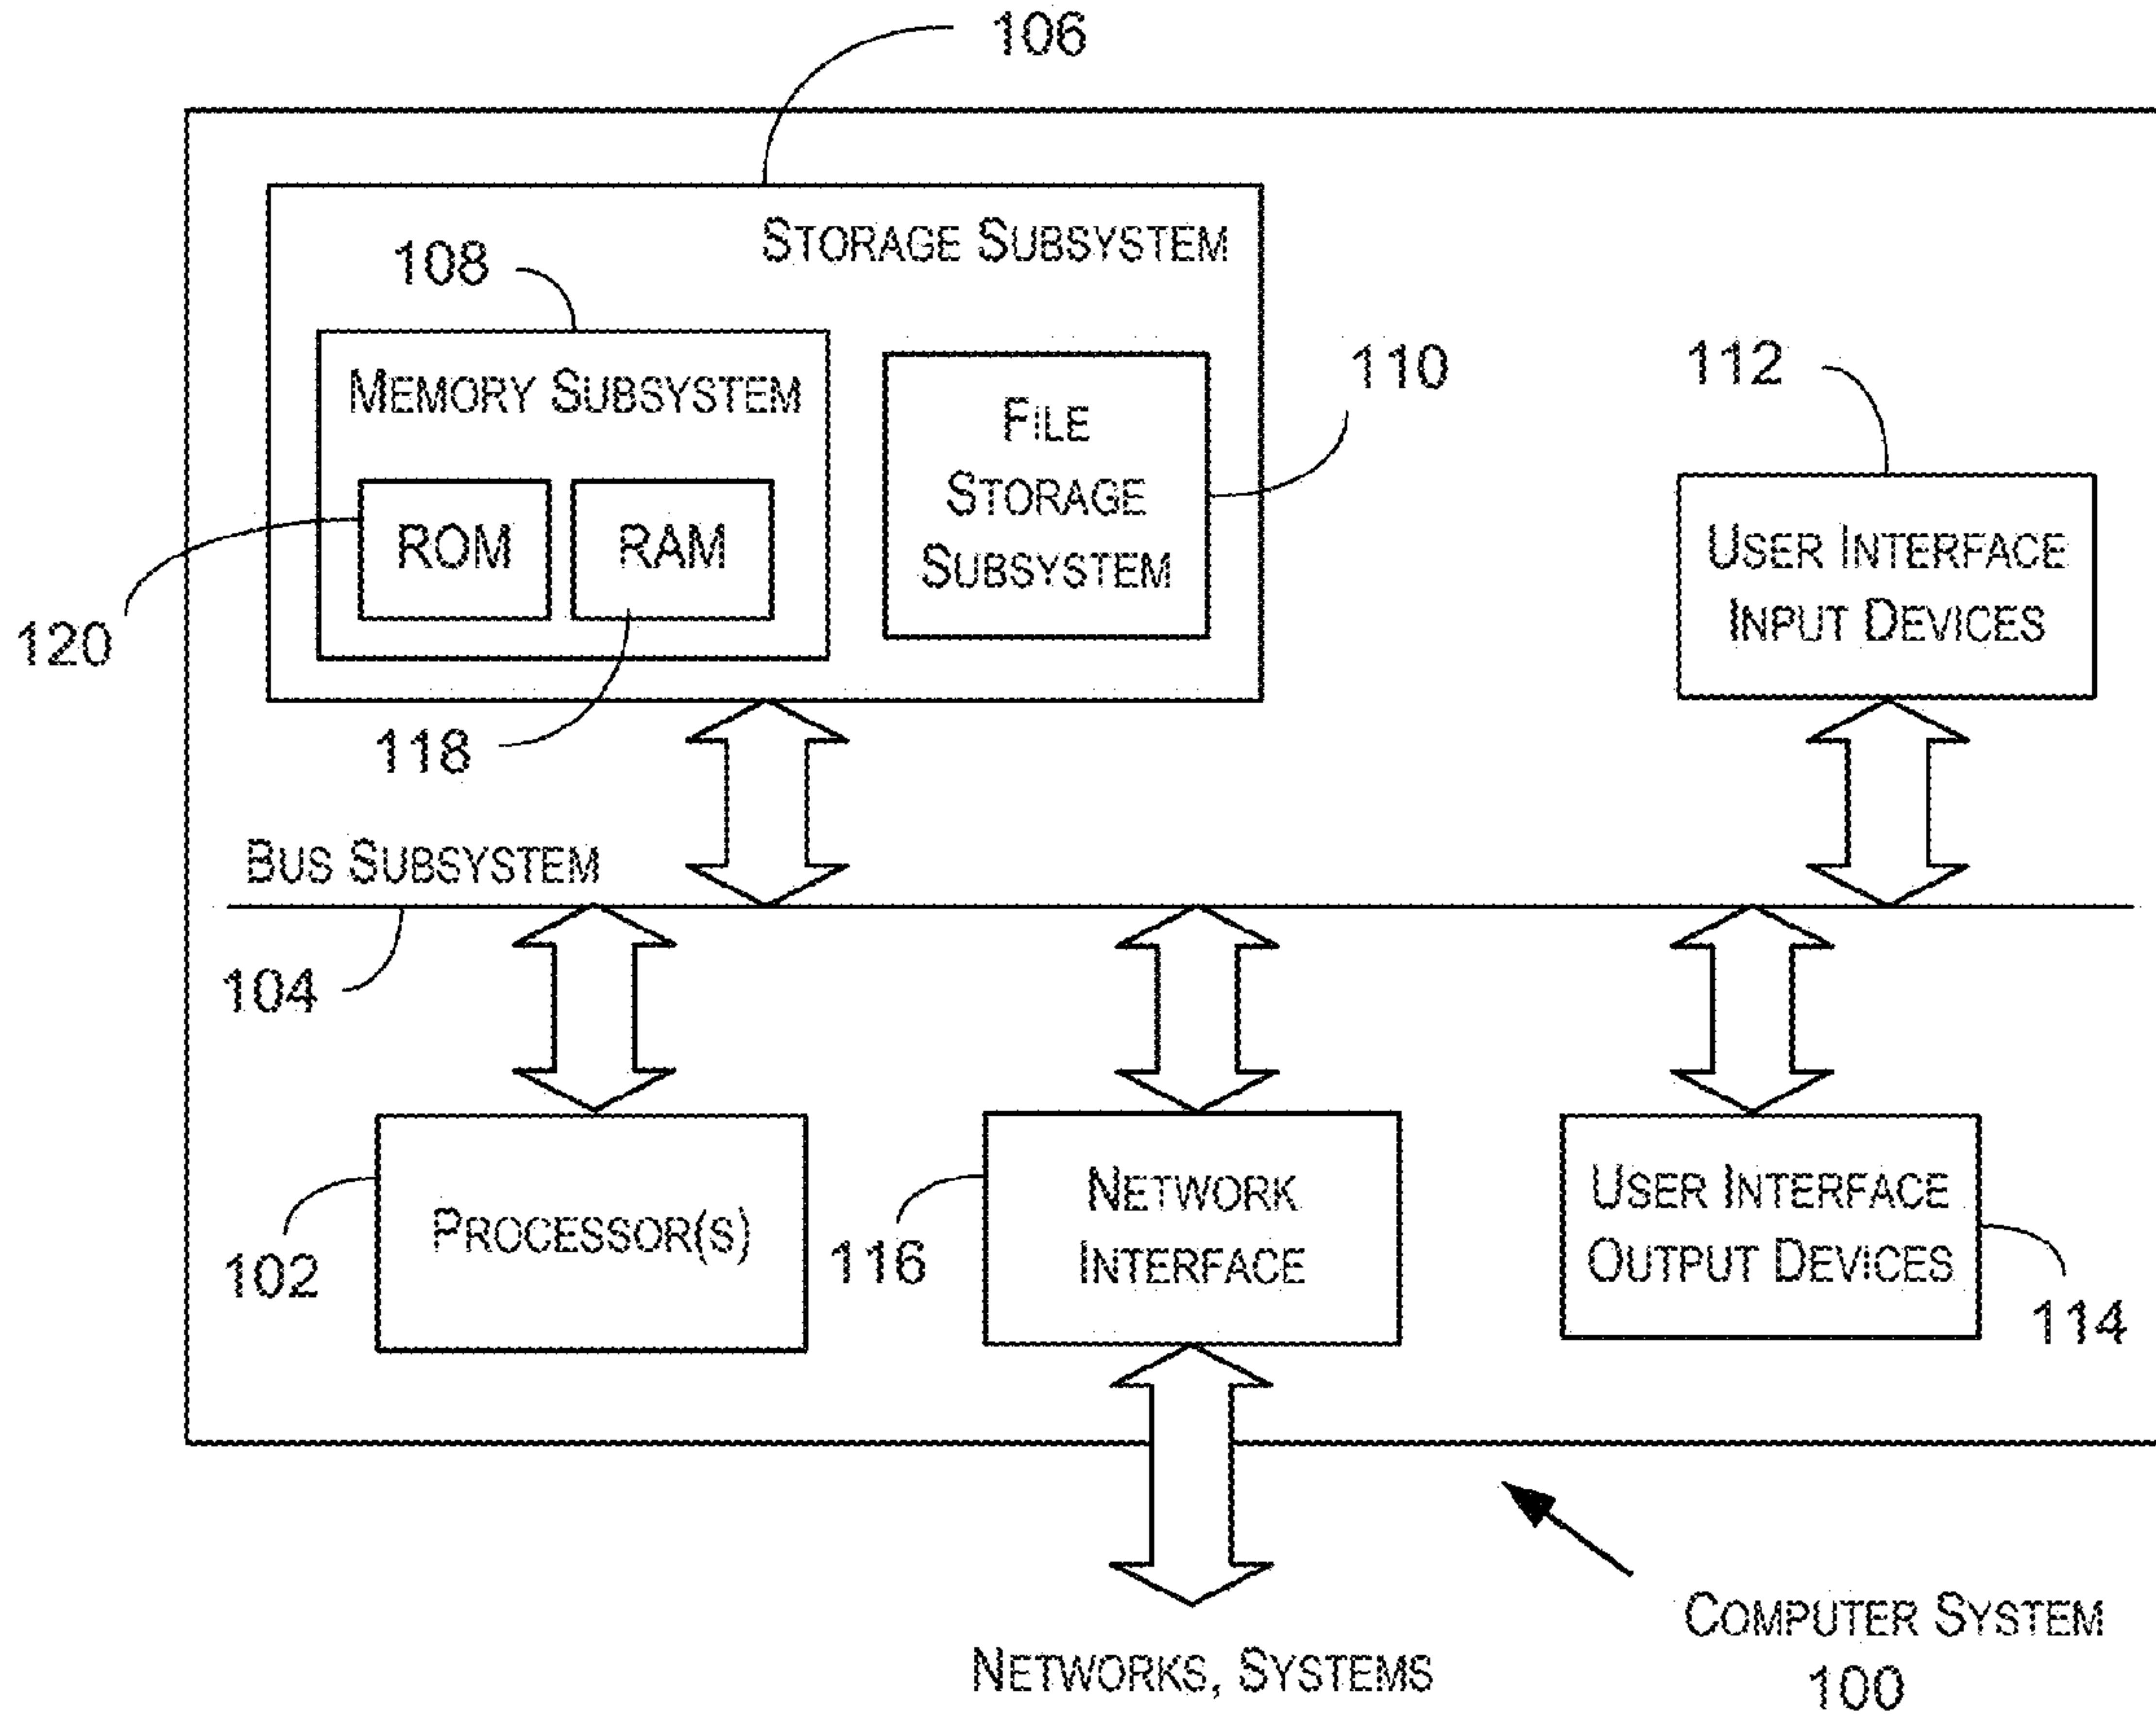 106
STORAGE SUBSYSTEM
108
MEMORY SUBSYSTEM
FILE
STORAGE
SUBSYSTEM
110
112
ROM
RAM
USER INTERFACE
INPUT DEVICES
120
118
BUS SUBSYSTEM
104
PROCESSOR(S)
102
NETWORK
INTERFACE
116
USER INTERFACE
OUTPUT DEVICES
114
NETWORKS, SYSTEMS
COMPUTER SYSTEM
100